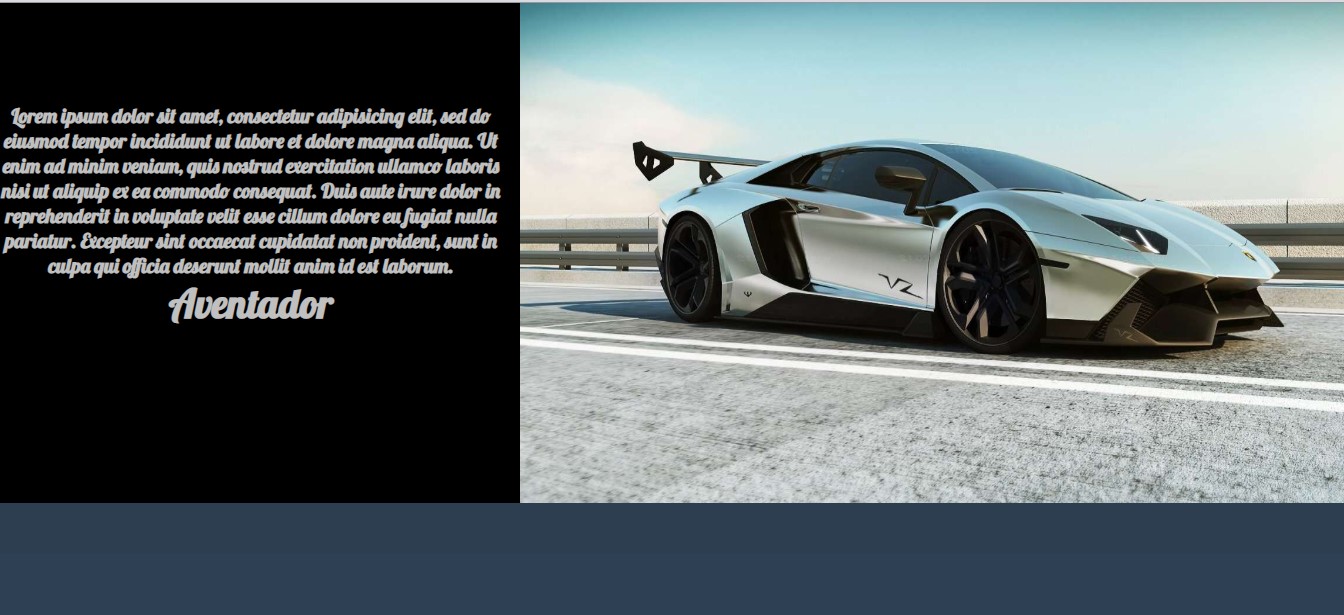 Lorem ipsum dolor sit amet, consectetur adipisicing elit, sed do
eiusmod tempor incididunt ut labore et dolore magna aliqua. Ut
enim ad minim veniam, quis nostrud exercitation ullamco laboris
nisi ut aliquip ex ea commodo consequat. Duis aute irure dolor in
reprehenderit in voluptate velit esse cillum dolore eu fugiat nulla
pariatur. Excepteur sint occaecat cupidatat non proident, sunt in
culpa qui officia deserunt mollit anim id est laborum.
Aventador